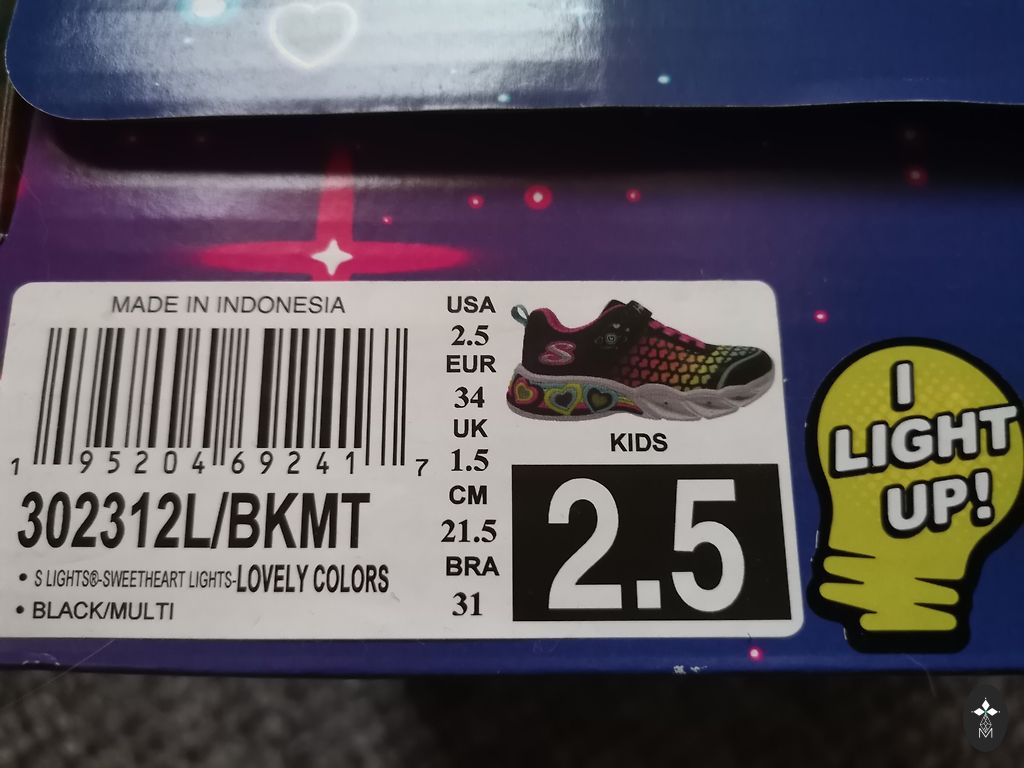 MADE IN INDONESIA
1 95204 69241 7
302312L/BKMT
• S LIGHTS®-SWEETHEART LIGHTS-LOVELY COLORS
• BLACK/MULTI
USA
2.5
EUR
34
UK
1.5
CM
21.5
BRA
31
S
KIDS
2.5
I
LIGHT
UP!
M